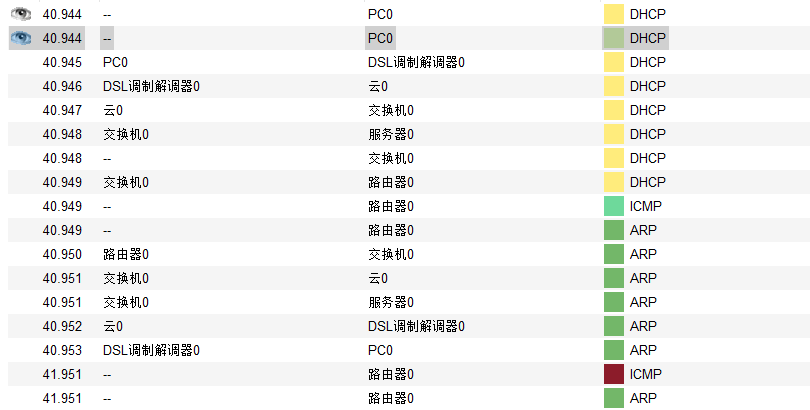 40.944 -- PC0 DHCP
40.944 -- PC0 DHCP
40.945 PC0 DSL调制解调器0 DHCP
40.946 DSL调制解调器0 云0 DHCP
40.947 云0 交换机0 DHCP
40.948 交换机0 服务器0 DHCP
40.948 -- 交换机0 DHCP
40.949 交换机0 路由器0 DHCP
40.949 -- 路由器0 ICMP
40.949 -- 路由器0 ARP
40.950 路由器0 交换机0 ARP
40.951 交换机0 云0 ARP
40.951 交换机0 服务器0 ARP
40.952 云0 DSL调制解调器0 ARP
40.953 DSL调制解调器0 PC0 ARP
41.951 -- 路由器0 ICMP
41.951 -- 路由器0 ARP